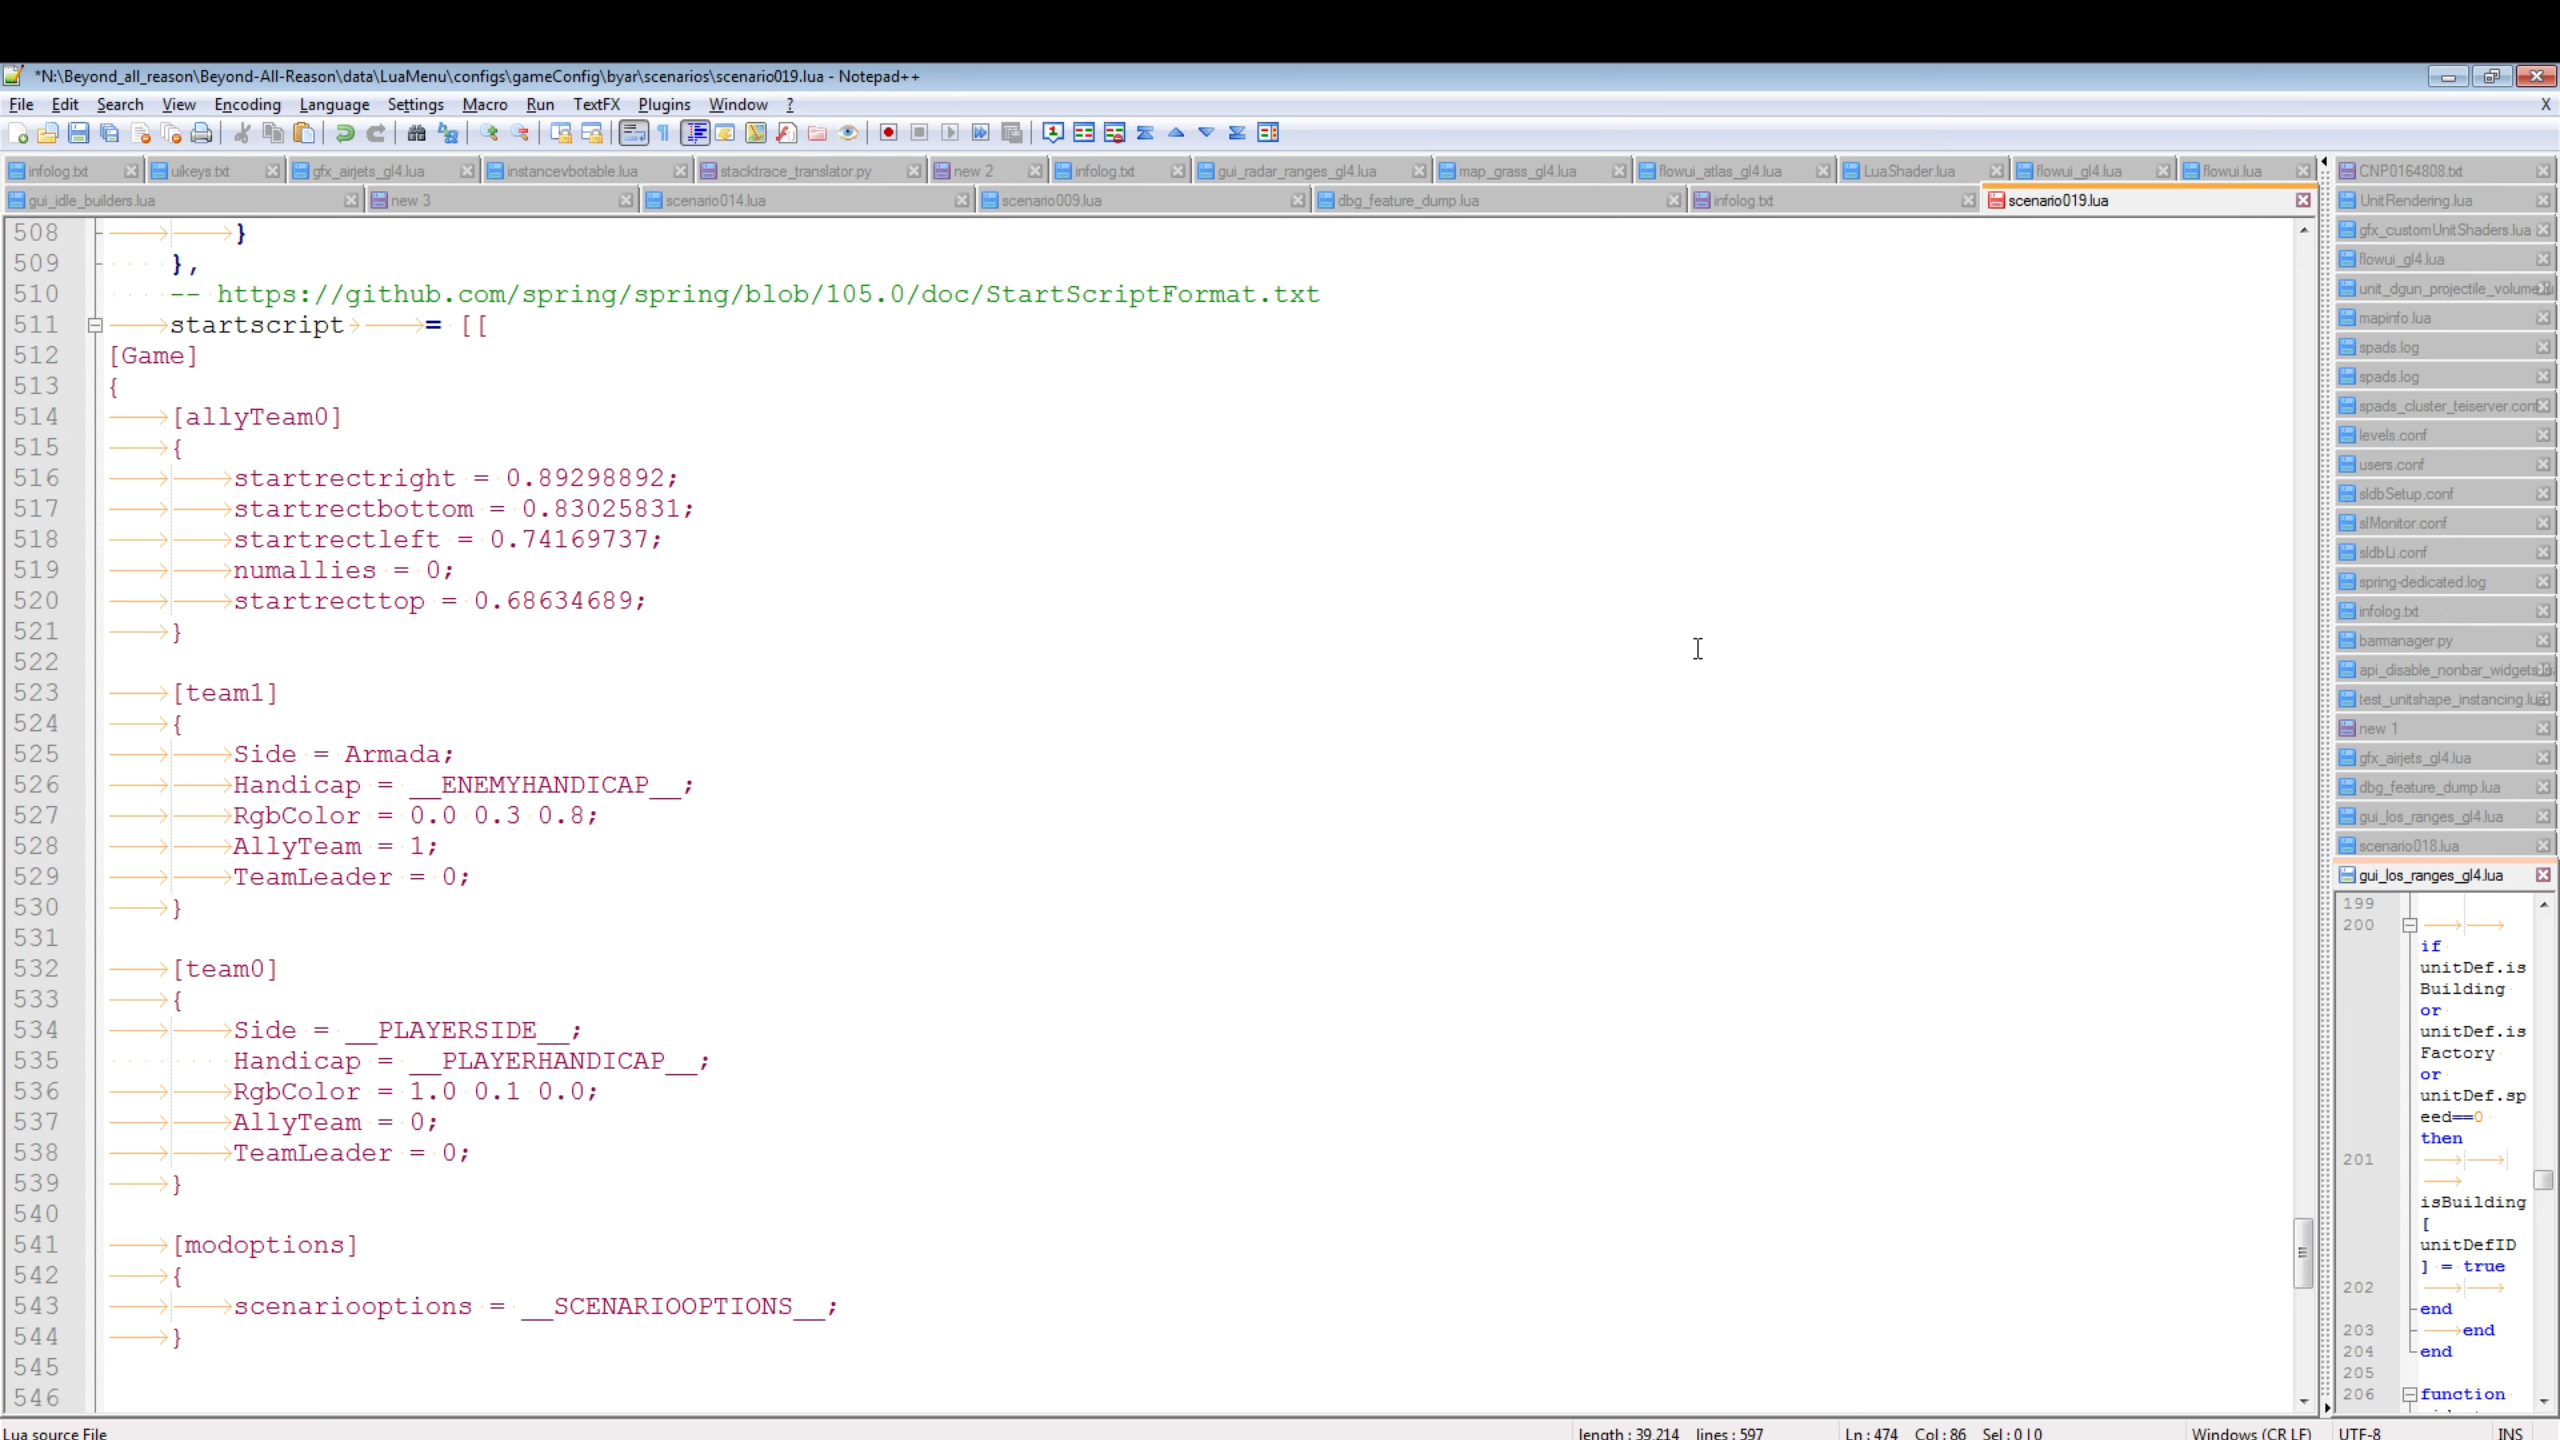 *N:\Beyond_all_reason\Beyond-All-Reason\data\LuaMenu\configs\gameConfig\byar\scenarios\scenario019.lua - Notepad++
File Edit Search View Encoding Language Settings Macro Run TextFX Plugins Window ? X
infolog.txt uikeys.txt gfx_airjets_gl4.lua instancevbotable.lua stacktrace_translator.py new 2 infolog.txt gui_radar_ranges_gl4.lua map_grass_gl4.lua flowui_atlas_gl4.lua LuaShader.lua flowui_gl4.lua flowui.lua
gui_idle_builders.lua new 3 scenario014.lua scenario009.lua dbg_feature_dump.lua infolog.txt scenario019.lua
508 }
509 },
510 -- https://github.com/spring/spring/blob/105.0/doc/StartScriptFormat.txt
511 startscript = [[
512 [Game]
513 {
514 [allyTeam0]
515 {
516 startrectright = 0.89298892;
517 startrectbottom = 0.83025831;
518 startrectleft = 0.74169737;
519 numallies = 0;
520 startrecttop = 0.68634689;
521 }
522
523 [team1]
524 {
525 Side = Armada;
526 Handicap = __ENEMYHANDICAP__;
527 RgbColor = 0.0 0.3 0.8;
528 AllyTeam = 1;
529 TeamLeader = 0;
530 }
531
532 [team0]
533 {
534 Side = __PLAYERSIDE__;
535 Handicap = __PLAYERHANDICAP__;
536 RgbColor = 1.0 0.1 0.0;
537 AllyTeam = 0;
538 TeamLeader = 0;
539 }
540
541 [modoptions]
542 {
543 scenariooptions = __SCENARIOOPTIONS__;
544 }
545
546
CNP0164808.txt
UnitRendering.lua
gfx_customUnitShaders.lua
flowui_gl4.lua
unit_dgun_projectile_volume
mapinfo.lua
spads.log
spads.log
spads_cluster_teiserver.conf
levels.conf
users.conf
sldbSetup.conf
slMonitor.conf
sldbLi.conf
spring-dedicated.log
infolog.txt
barmanager.py
api_disable_nonbar_widgets
test_unitshape_instancing.lua
new 1
gfx_airjets_gl4.lua
dbg_feature_dump.lua
gui_los_ranges_gl4.lua
scenario018.lua
gui_los_ranges_gl4.lua
199
200
if
unitDef.is
Building
or
unitDef.is
Factory
or
unitDef.sp
eed==0
then
201
isBuilding
[
unitDefID
] = true
202
end
203 end
204 end
205
206 function
Lua source File length : 39,214 lines : 597 Ln : 474 Col : 86 Sel : 0 | 0 Windows (CR LF) UTF-8 INS